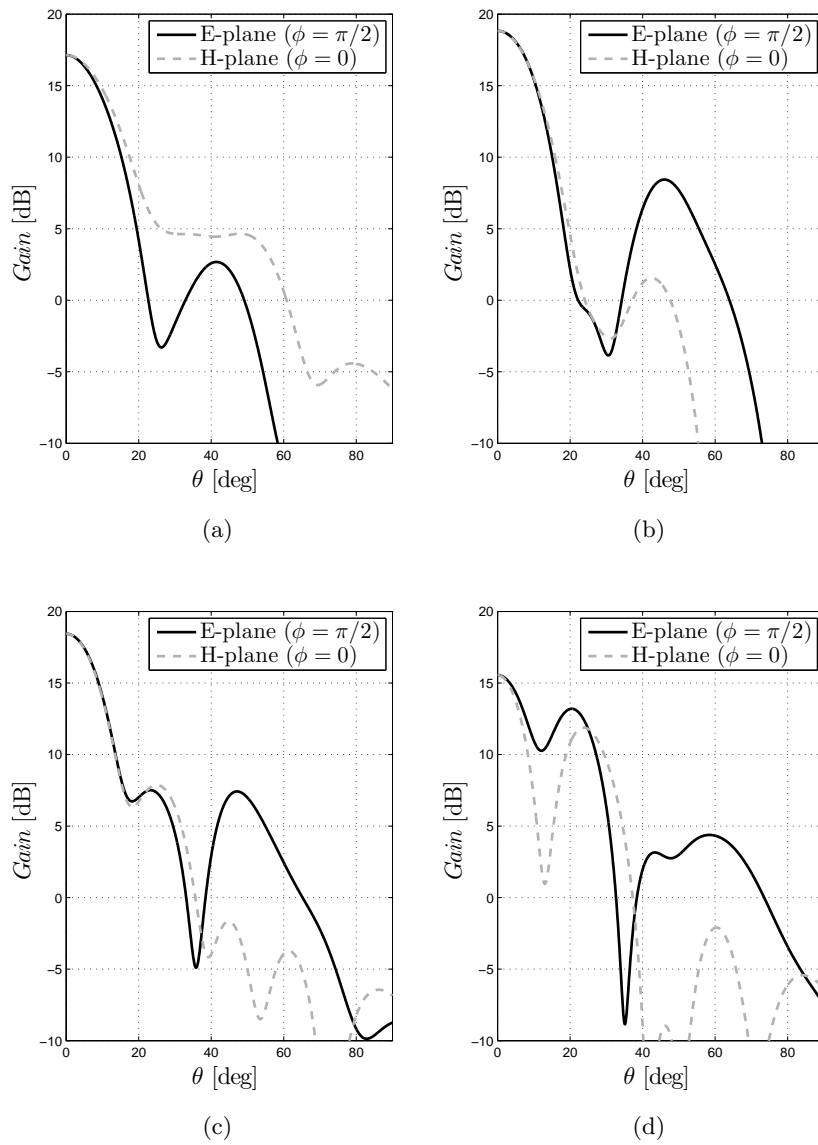 20
15
10
5
0
−5
−10
Gain [dB]
E-plane (ϕ = π/2)
H-plane (ϕ = 0)
0 20 40 60 80
θ [deg]
(a)
20
15
10
5
0
−5
−10
Gain [dB]
E-plane (ϕ = π/2)
H-plane (ϕ = 0)
0 20 40 60 80
θ [deg]
(b)
20
15
10
5
0
−5
−10
Gain [dB]
E-plane (ϕ = π/2)
H-plane (ϕ = 0)
0 20 40 60 80
θ [deg]
(c)
20
15
10
5
0
−5
−10
Gain [dB]
E-plane (ϕ = π/2)
H-plane (ϕ = 0)
0 20 40 60 80
θ [deg]
(d)